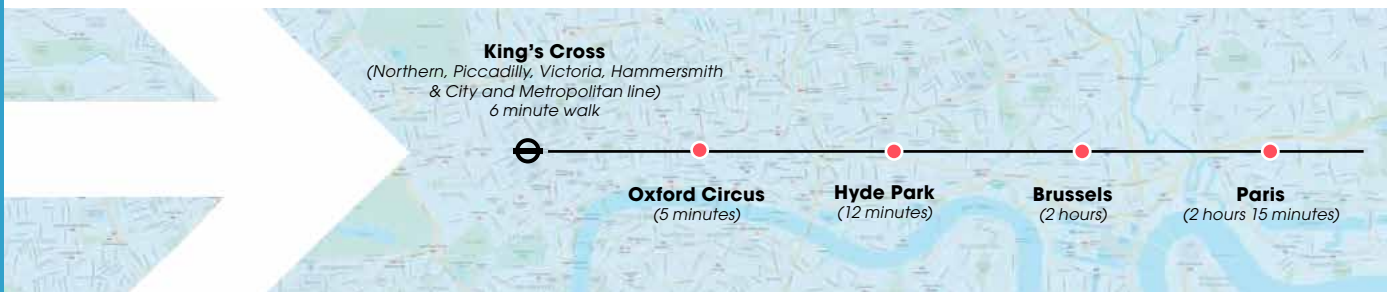 King's Cross
(Northern, Piccadilly, Victoria, Hammersmith
& City and Metropolitan line)
6 minute walk
Oxford Circus
(5 minutes)
Hyde Park
(12 minutes)
Brussels
(2 hours)
Paris
(2 hours 15 minutes)